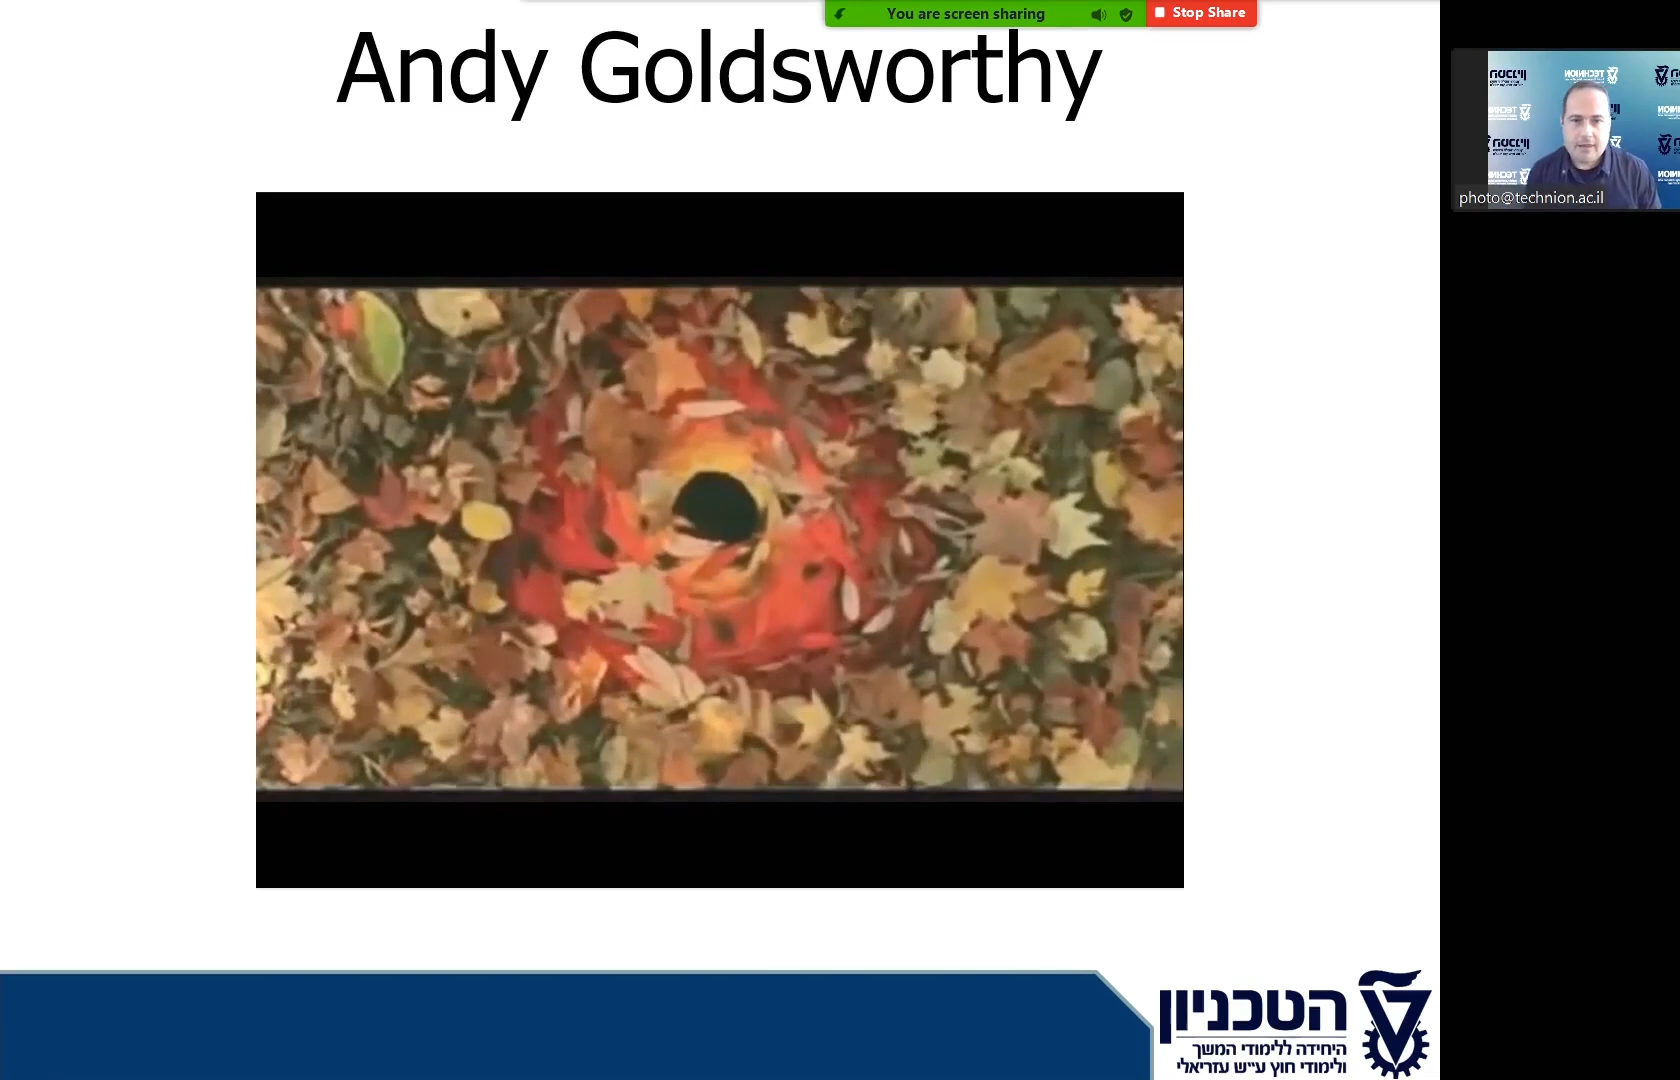 You are screen sharing
Stop Share
Andy Goldsworthy
photo@technion.ac.il
הטכניון
היחידה ללימודי המשך
ולימודי חוץ ע״ש עזריאלי